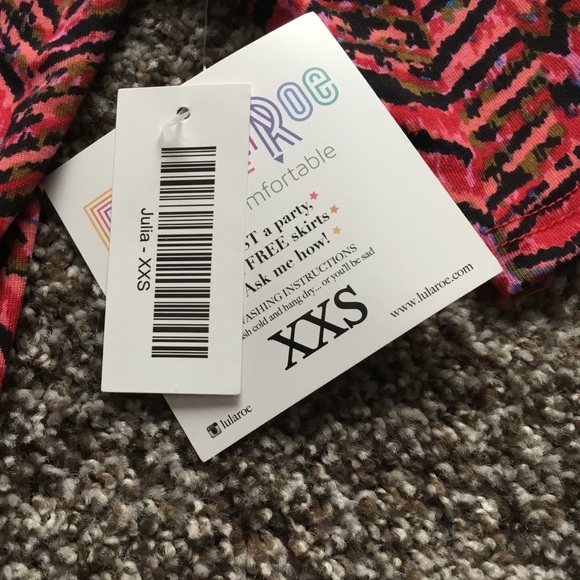 Julia - XXS
Roe
mfortable
ST a party,
FREE skirts
Ask me how!
WASHING INSTRUCTIONS
sh cold and hang dry... or you'll be sad
XXS
www.lularoe.com
lularoe